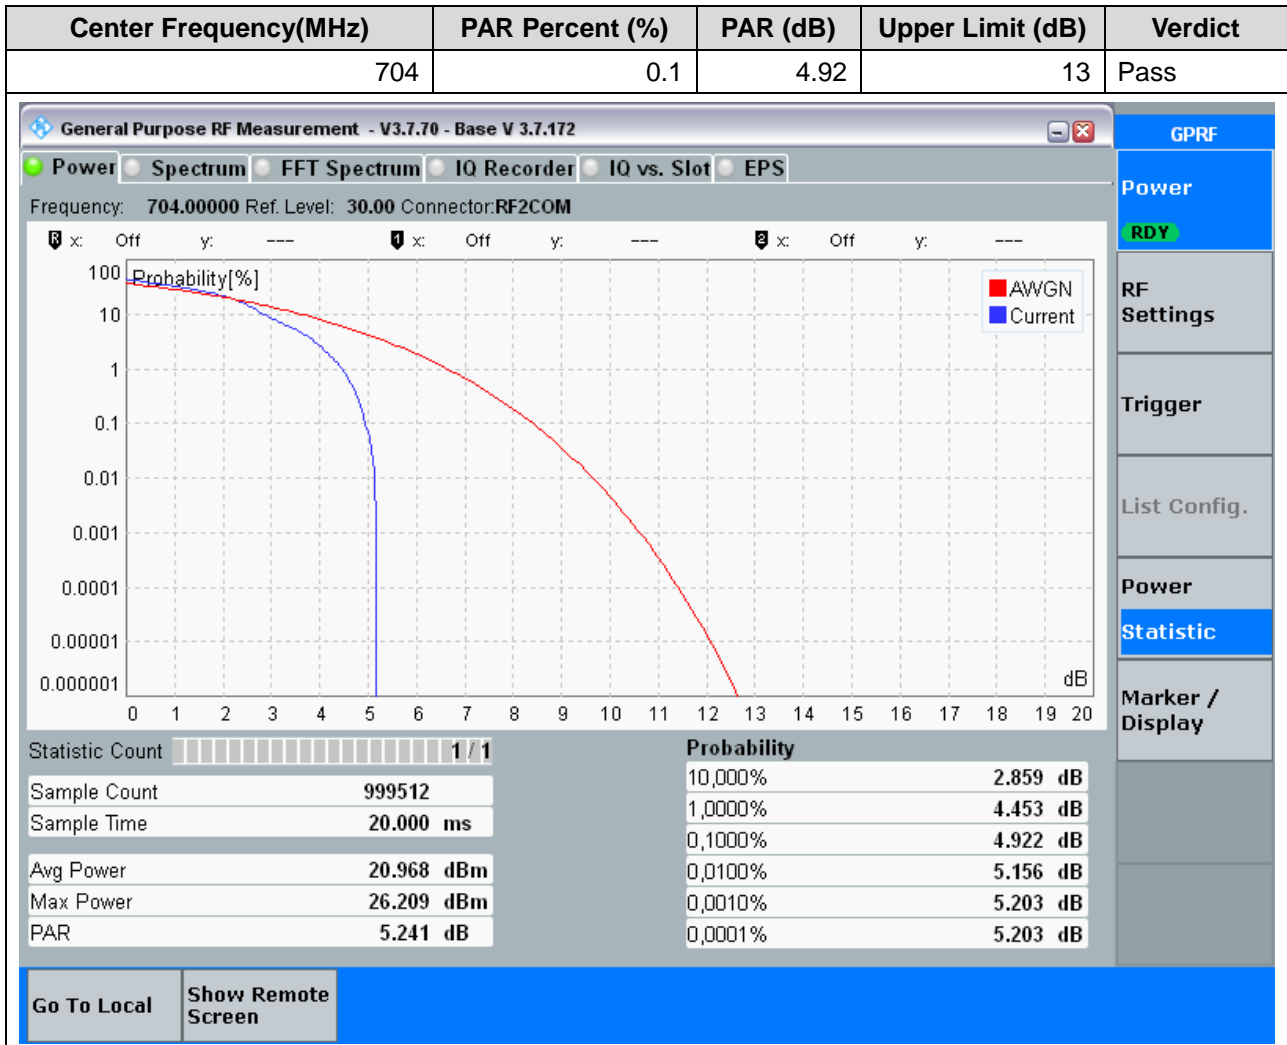 Center Frequency(MHz) PAR Percent (%) PAR (dB) Upper Limit (dB) Verdict
704 0.1 4.92 13 Pass
General Purpose RF Measurement - V3.7.70 - Base V 3.7.172
GPRF
Power Spectrum FFT Spectrum IQ Recorder IQ vs. Slot EPS
Frequency: 704.00000 Ref. Level: 30.00 Connector:RF2COM
R x: Off y: --- 1 x: Off y: --- 2 x: Off y: ---
Probability[%]
AWGN
Current
100
10
1
0.1
0.01
0.001
0.0001
0.00001
0.000001
dB
0 1 2 3 4 5 6 7 8 9 10 11 12 13 14 15 16 17 18 19 20
Statistic Count 1 / 1
Sample Count 999512
Sample Time 20.000 ms
Avg Power 20.968 dBm
Max Power 26.209 dBm
PAR 5.241 dB
Probability
10,000% 2.859 dB
1,0000% 4.453 dB
0,1000% 4.922 dB
0,0100% 5.156 dB
0,0010% 5.203 dB
0,0001% 5.203 dB
Power
RDY
RF
Settings
Trigger
List Config.
Power
Statistic
Marker /
Display
Go To Local
Show Remote
Screen